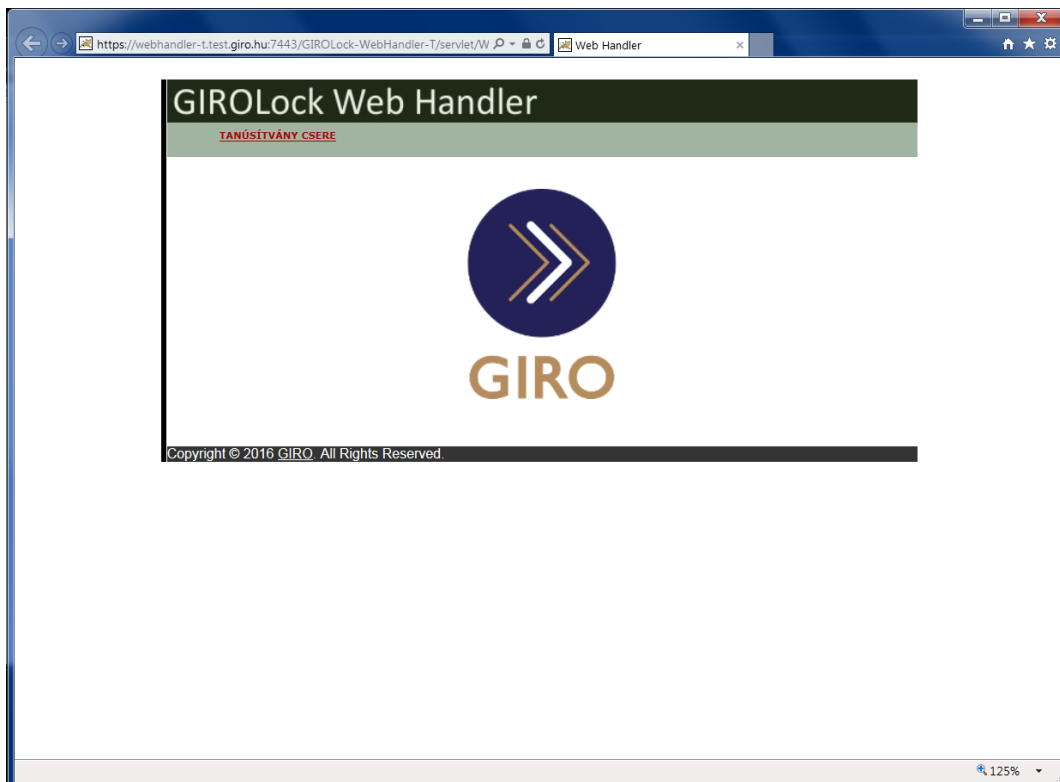 https://webhandler-t.test.giro.hu:7443/GIROLock-WebHandler-T/servlet/W
Web Handler
GIROLock Web Handler
TANÚSÍTVÁNY CSERE
GIRO
Copyright © 2016 GIRO. All Rights Reserved.
125%